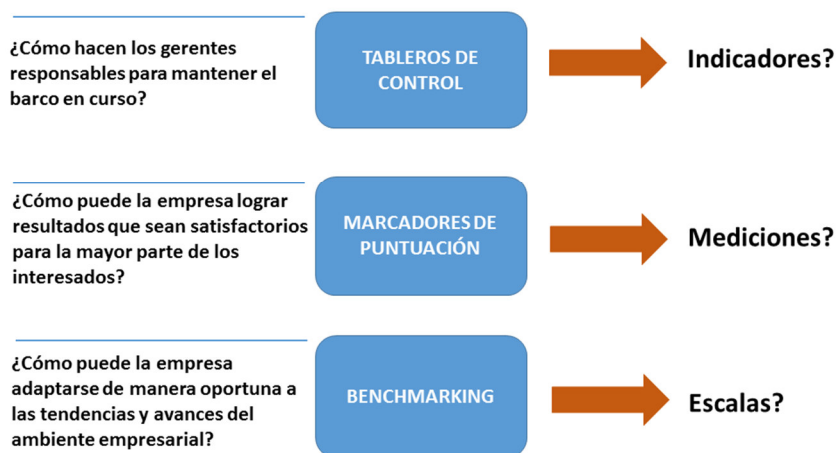 ¿Cómo hacen los gerentes
responsables para mantener el
barco en curso?
TABLEROS DE
CONTROL
Indicadores?
¿Cómo puede la empresa lograr
resultados que sean satisfactorios
para la mayor parte de los
interesados?
MARCADORES DE
PUNTUACIÓN
Mediciones?
¿Cómo puede la empresa
adaptarse de manera oportuna a
las tendencias y avances del
ambiente empresarial?
BENCHMARKING
Escalas?